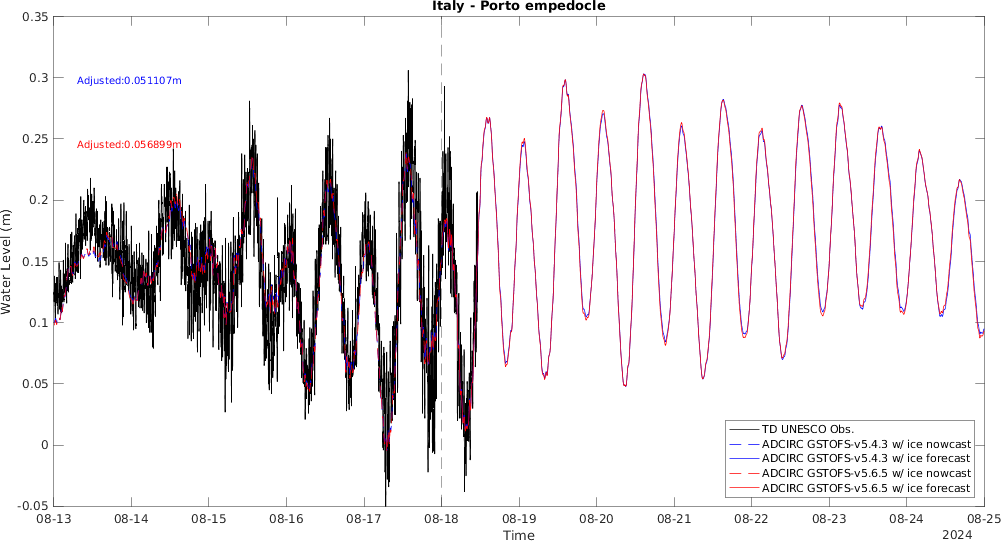 Italy - Porto empedocle
0.35
0.3
0.25
0.2
0.15
0.1
0.05
0
-0.05
Water Level (m)
Adjusted:0.051107m
Adjusted:0.056899m
TD UNESCO Obs.
ADCIRC GSTOFS-v5.4.3 w/ ice nowcast
ADCIRC GSTOFS-v5.4.3 w/ ice forecast
ADCIRC GSTOFS-v5.6.5 w/ ice nowcast
ADCIRC GSTOFS-v5.6.5 w/ ice forecast
08-13 08-14 08-15 08-16 08-17 08-18 08-19 08-20 08-21 08-22 08-23 08-24 08-25
Time
2024